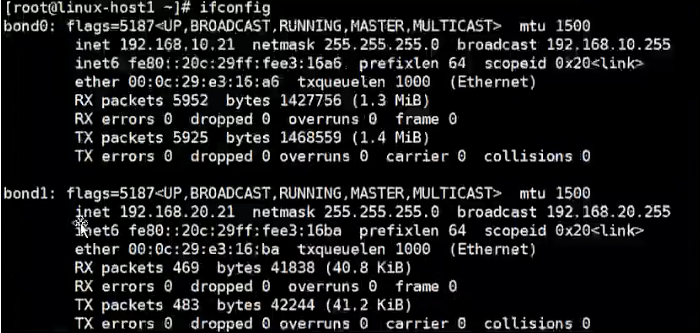 [root@linux-host1 ~]# ifconfig
bond0: flags=5187<UP,BROADCAST,RUNNING,MASTER,MULTICAST>  mtu 1500
        inet 192.168.10.21  netmask 255.255.255.0  broadcast 192.168.10.255
        inet6 fe80::20c:29ff:fee3:16a6  prefixlen 64  scopeid 0x20<link>
        ether 00:0c:29:e3:16:a6  txqueuelen 1000  (Ethernet)
        RX packets 5952  bytes 1427756 (1.3 MiB)
        RX errors 0  dropped 0  overruns 0  frame 0
        TX packets 5925  bytes 1468559 (1.4 MiB)
        TX errors 0  dropped 0 overruns 0  carrier 0  collisions 0

bond1: flags=5187<UP,BROADCAST,RUNNING,MASTER,MULTICAST>  mtu 1500
        inet 192.168.20.21  netmask 255.255.255.0  broadcast 192.168.20.255
        inet6 fe80::20c:29ff:fee3:16ba  prefixlen 64  scopeid 0x20<link>
        ether 00:0c:29:e3:16:ba  txqueuelen 1000  (Ethernet)
        RX packets 469  bytes 41838 (40.8 KiB)
        RX errors 0  dropped 0  overruns 0  frame 0
        TX packets 483  bytes 42244 (41.2 KiB)
        TX errors 0  dropped 0 overruns 0  carrier 0  collisions 0